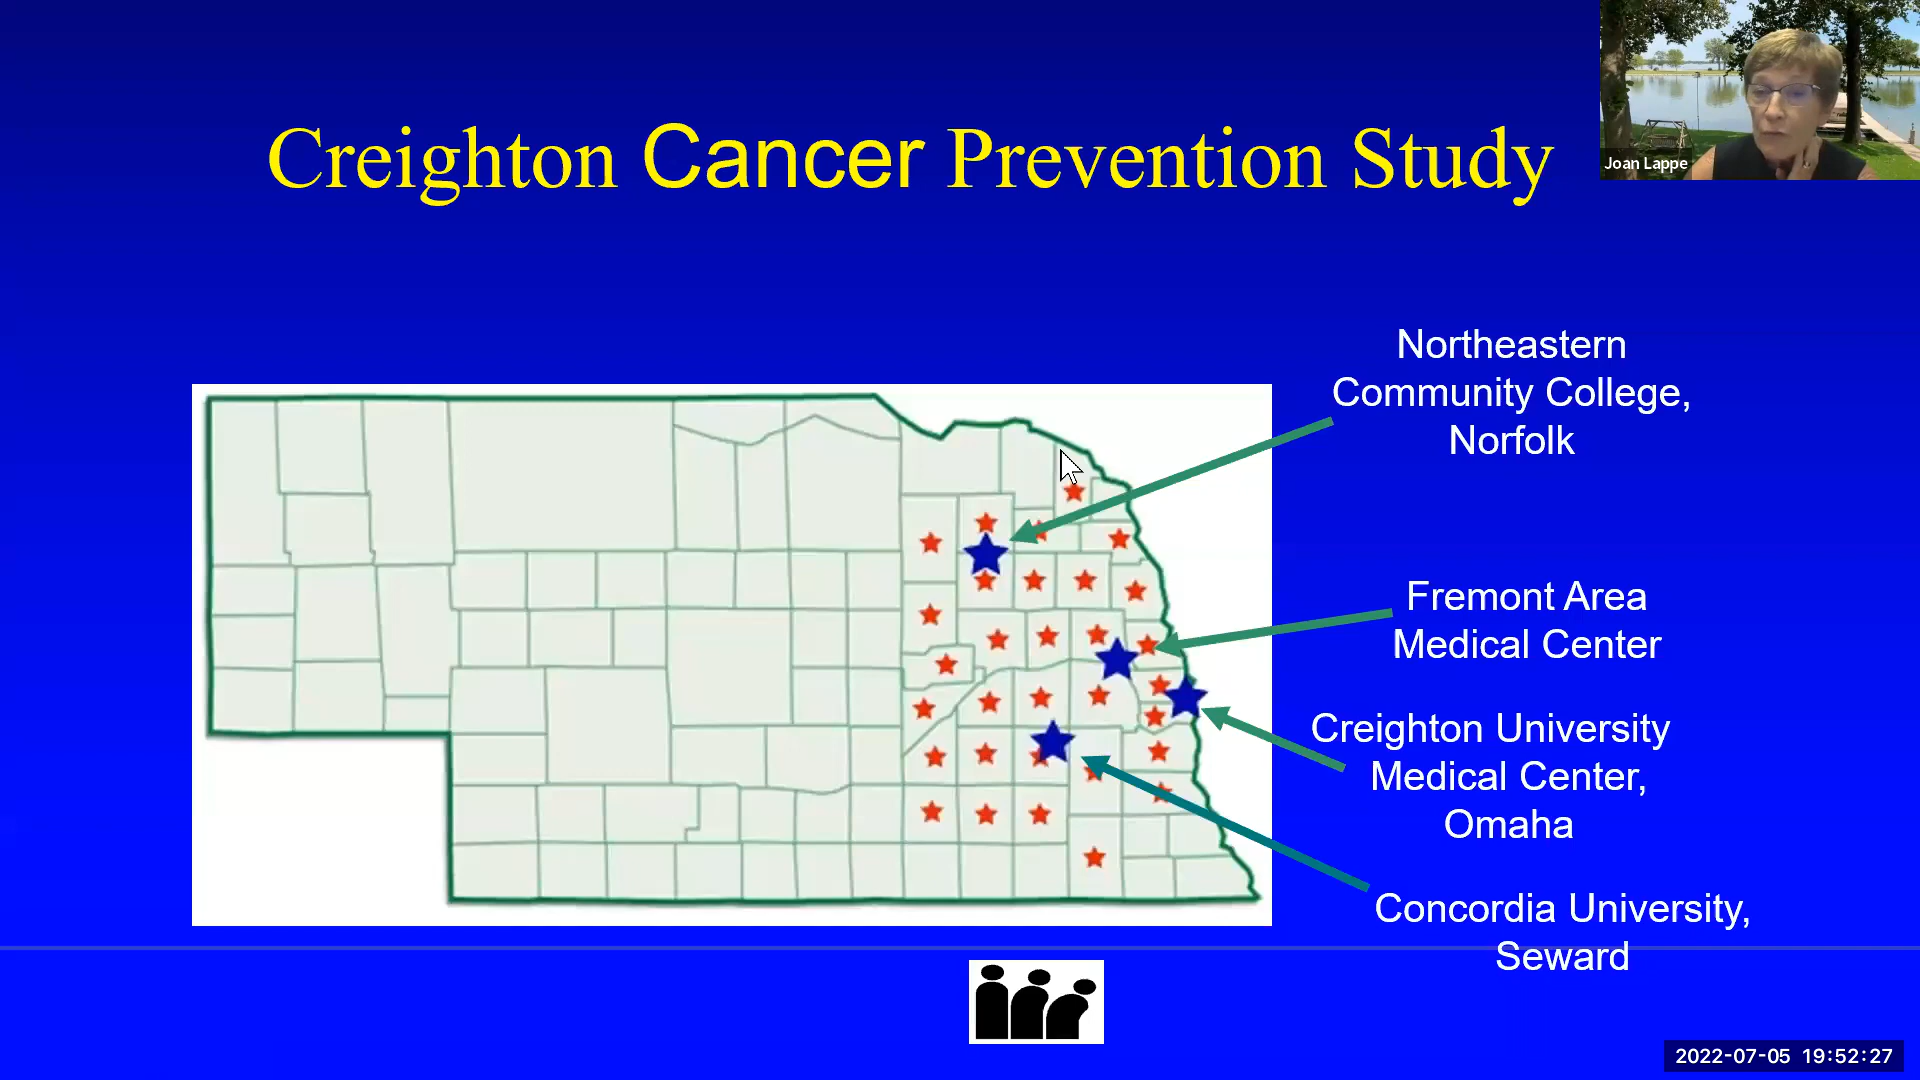 Creighton Cancer Prevention Study
Joan Lappe
Northeastern
Community College,
Norfolk
Fremont Area
Medical Center
Creighton University
Medical Center,
Omaha
Concordia University,
Seward
2022-07-05 19:52:27